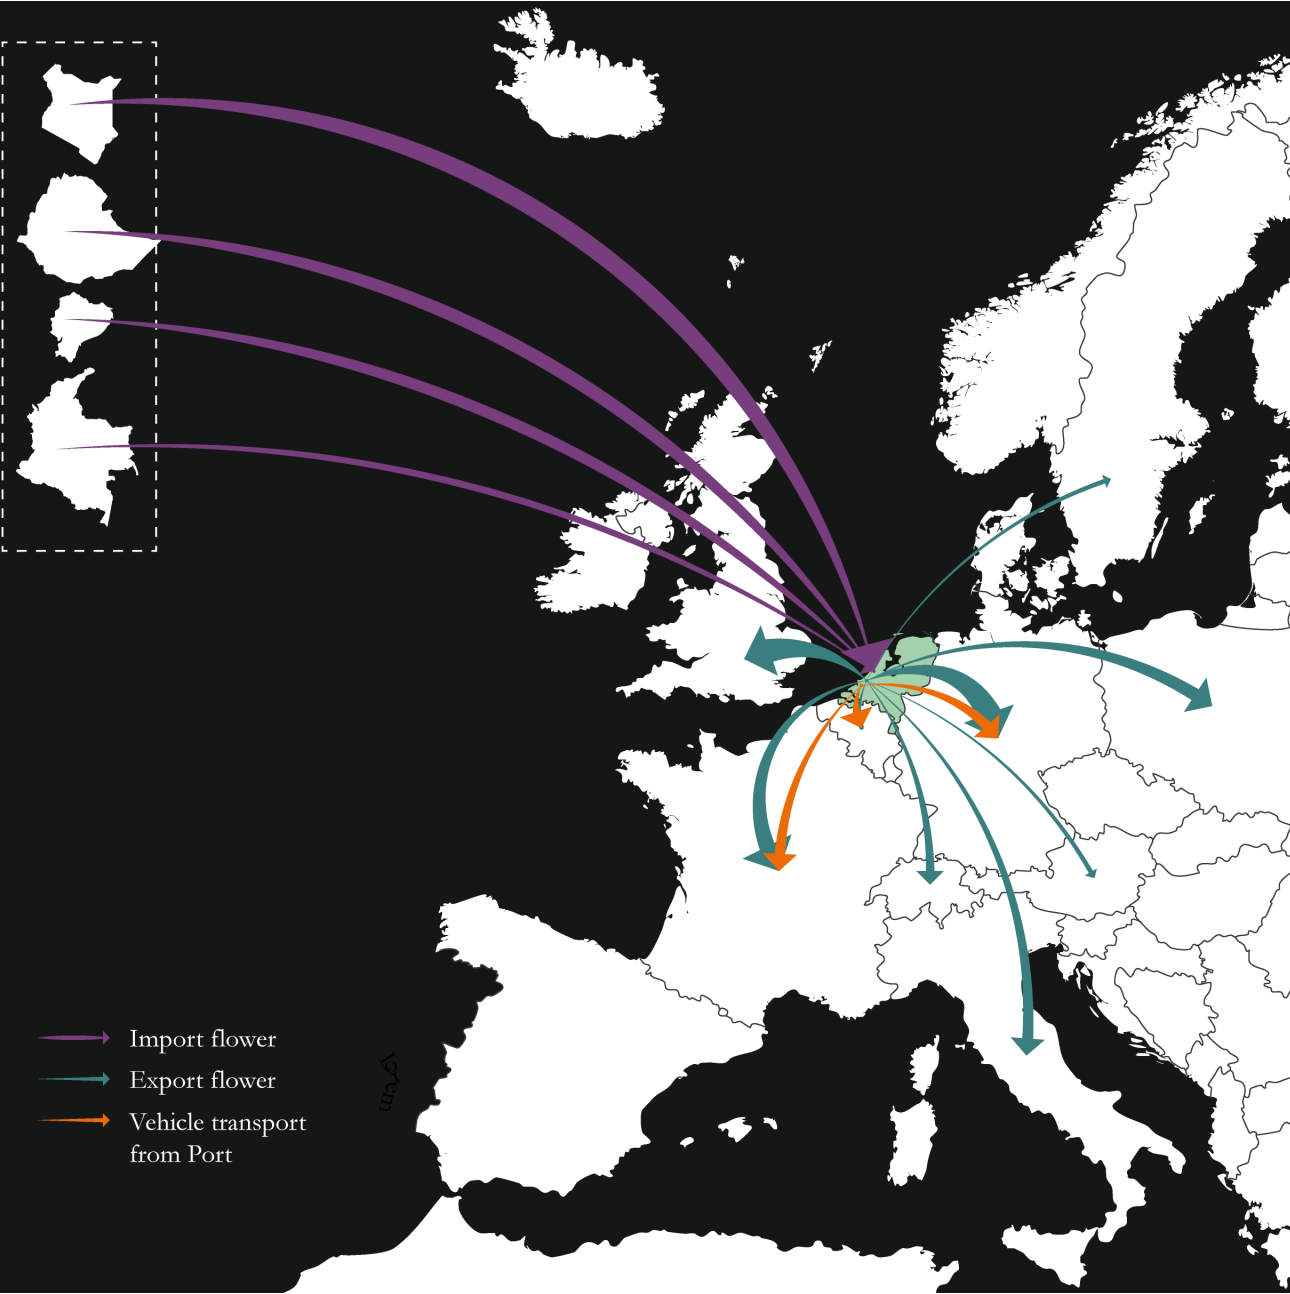 Import flower
Export flower
Vehicle transport
from Port